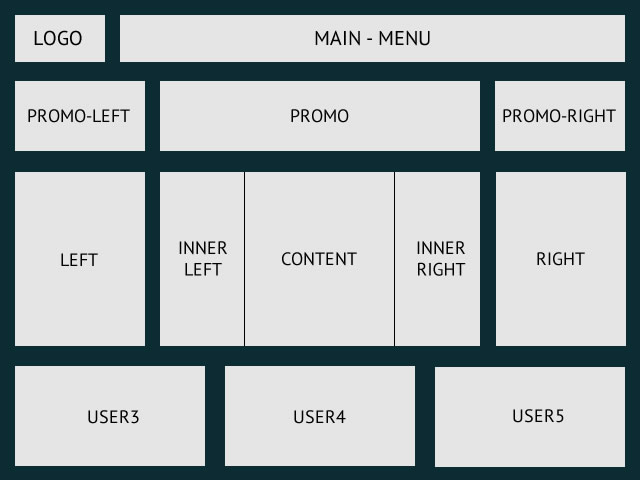 LOGO
MAIN - MENU
PROMO-LEFT
PROMO
PROMO-RIGHT
LEFT
INNER
LEFT
CONTENT
INNER
RIGHT
RIGHT
USER3
USER4
USER5